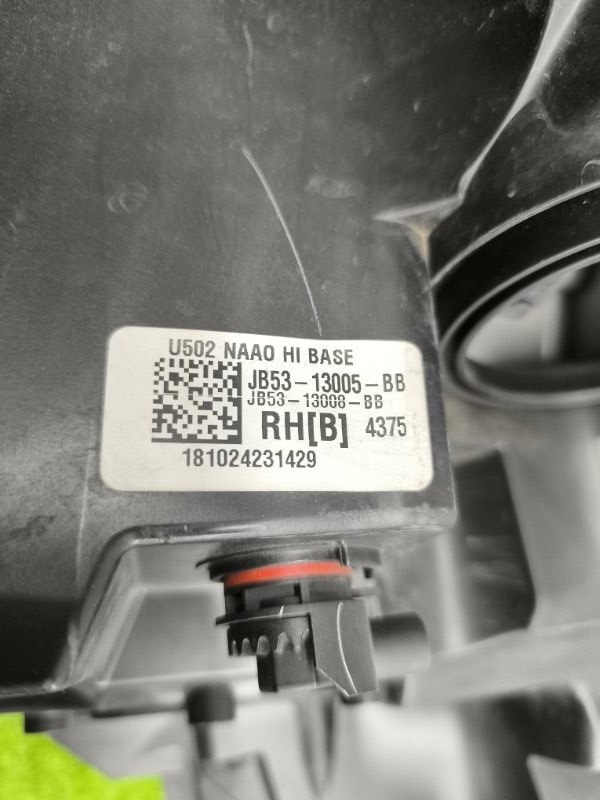 U502 NAAO HI BASE
JB53-13005-BB
JB53-13008-BB
RH[B] 4375
181024231429